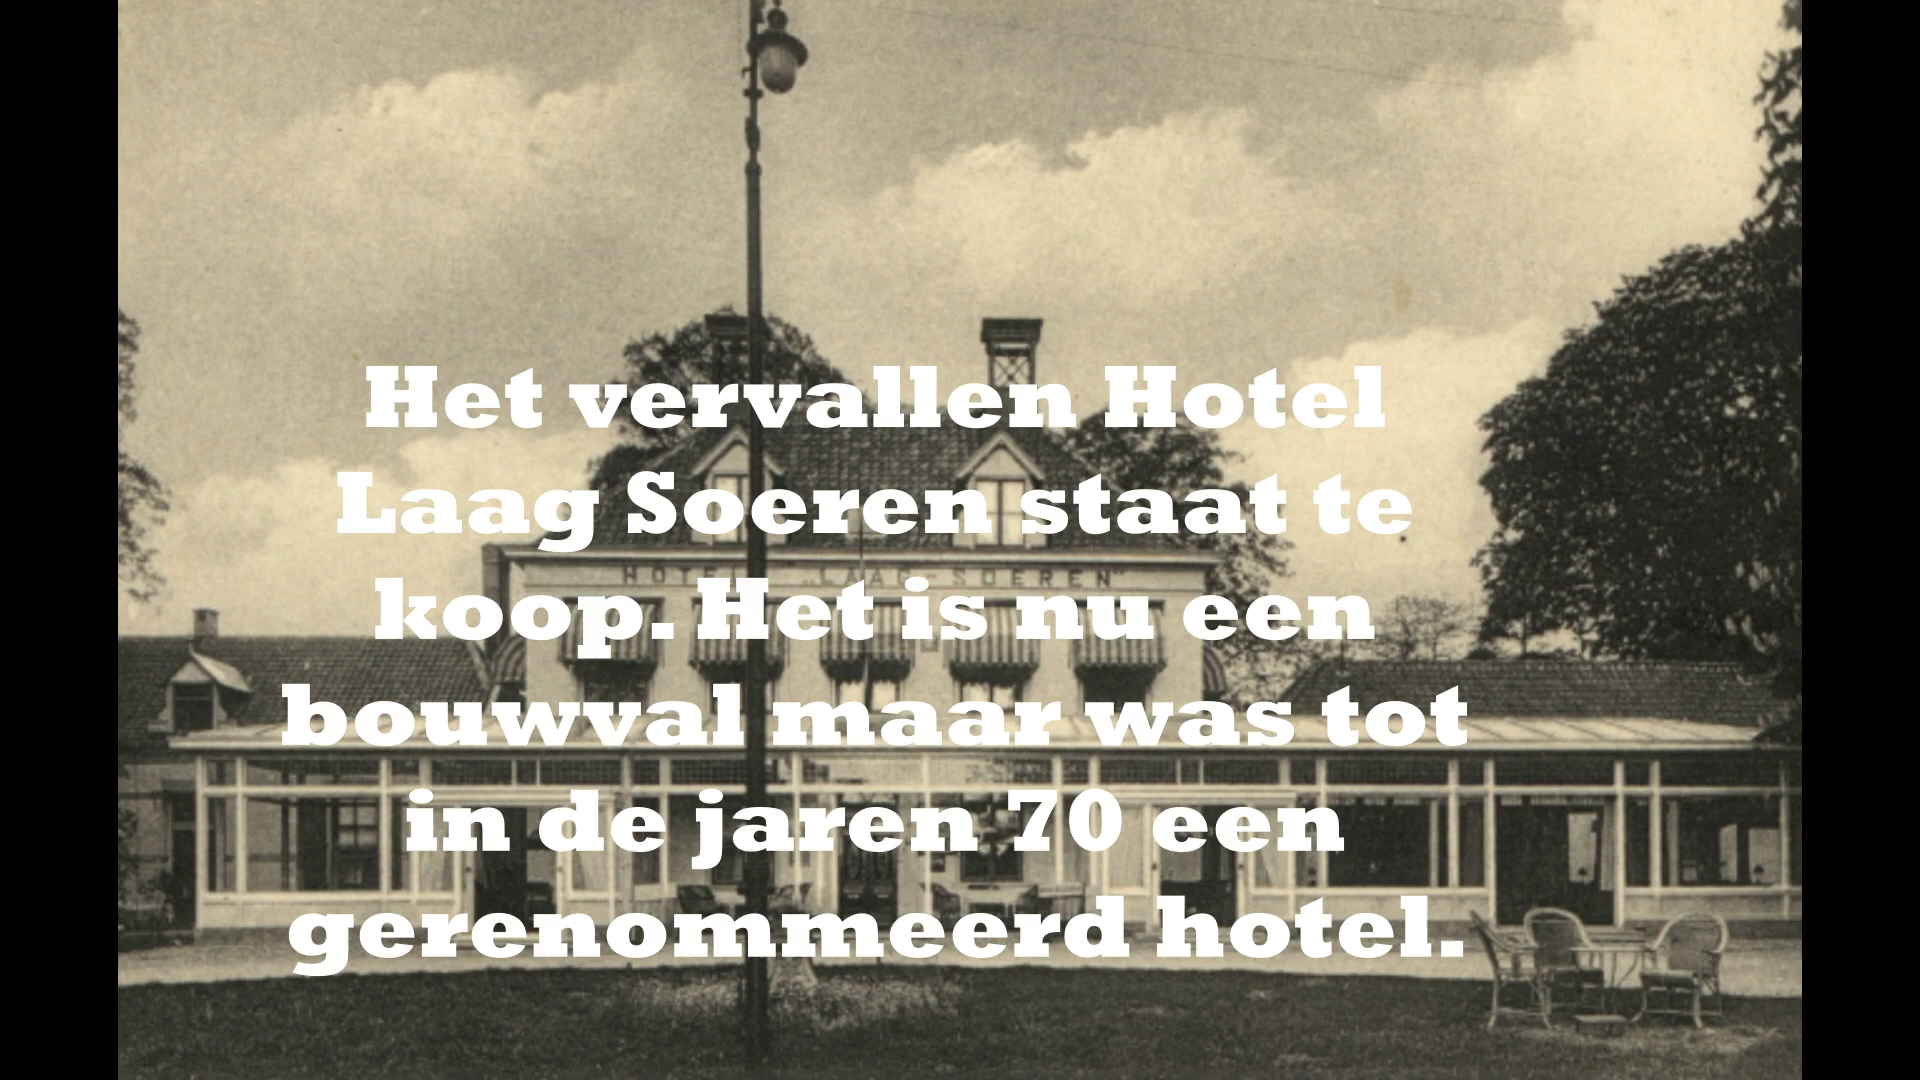 Het vervallen Hotel
Laag Soeren staat te
koop. Het is nu een
bouwval maar was tot
in de jaren 70 een
gerenommeerd hotel.
HOTEL „LAAG-SOEREN"